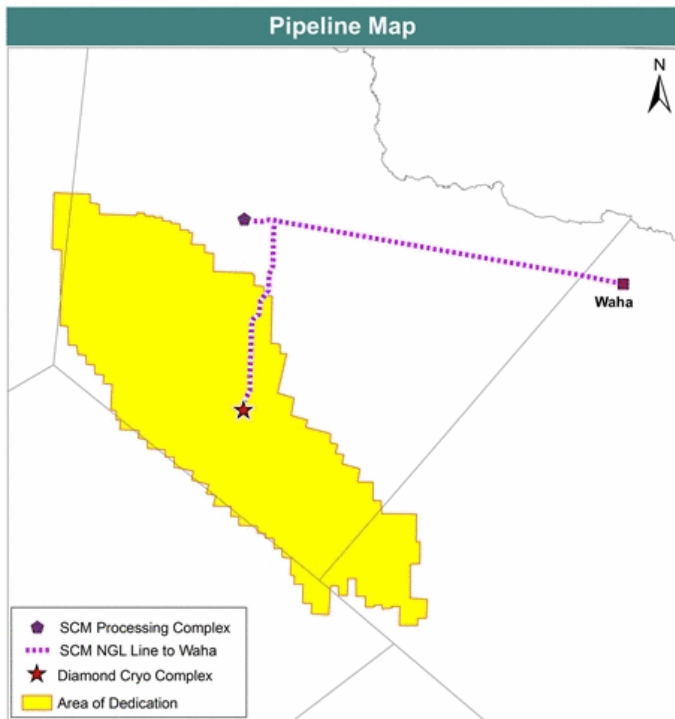 Pipeline Map
N
Waha
SCM Processing Complex
SCM NGL Line to Waha
Diamond Cryo Complex
Area of Dedication